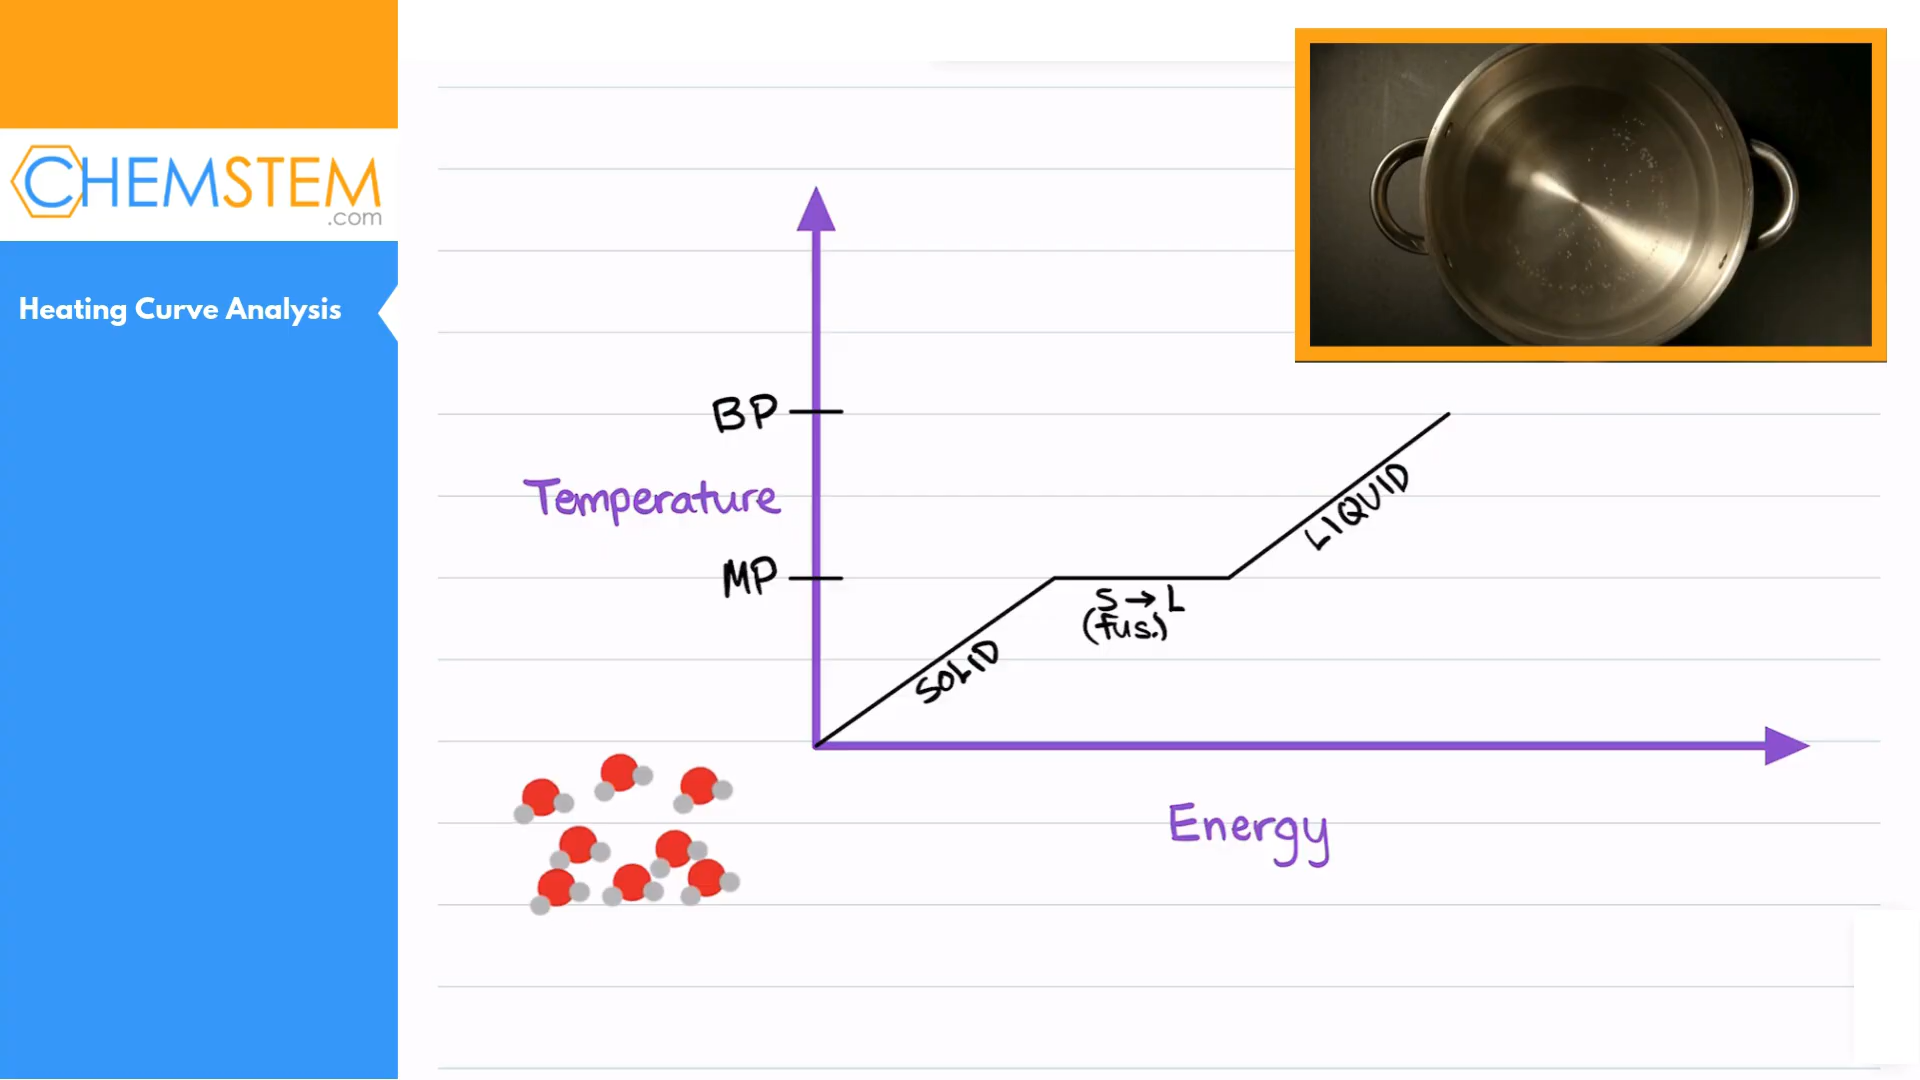 CHEMSTEM
.com
Heating Curve Analysis
BP
Temperature
MP
SOLID
S → L
(fus.)
LIQUID
Energy